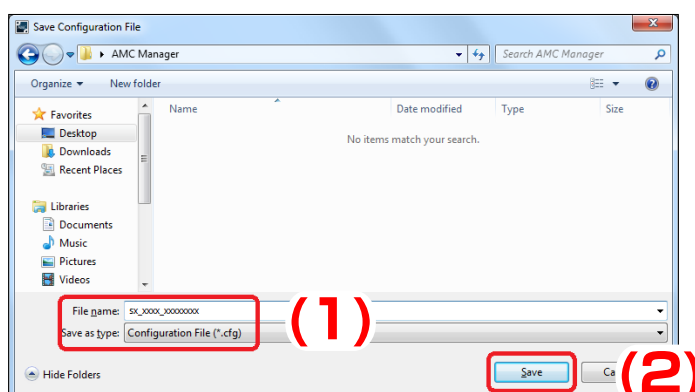 Save Configuration File
AMC Manager
Search AMC Manager
Organize
New folder
Name
Date modified
Type
Size
Favorites
Desktop
Downloads
Recent Places
Libraries
Documents
Music
Pictures
Videos
No items match your search.
File name: sx_xxxx_xxxxxxxx
Save as type: Configuration File (*.cfg)
(1)
Hide Folders
Save
Ca
(2)